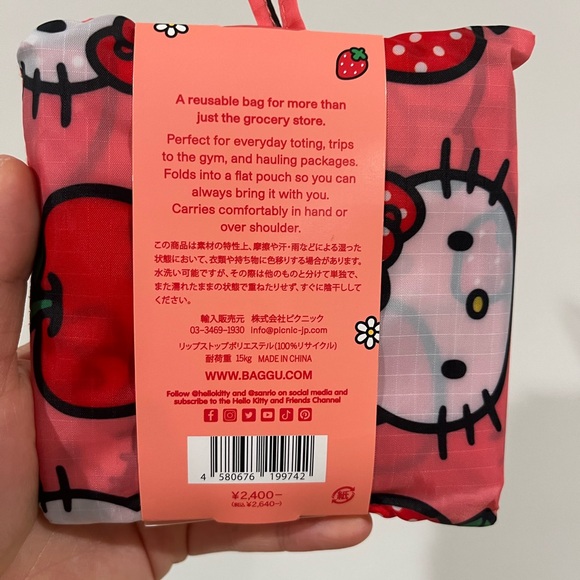 A reusable bag for more than
just the grocery store.
Perfect for everyday toting, trips
to the gym, and hauling packages.
Folds into a flat pouch so you can
always bring it with you.
Carries comfortably in hand or
over shoulder.
この商品は素材の特性上、摩擦や汗・雨などによる湿った
状態において、衣類や持ち物に色移りする場合があります。
水洗い可能ですが、その際は他のものと分けて単独で、
また濡れたままの状態で重ねたりせず、すぐに陰干しして
ください。
輸入販売元 株式会社ピクニック
03-3469-1930 info@picnic-jp.com
リップストップポリエステル(100%リサイクル)
耐荷重 15kg MADE IN CHINA
WWW.BAGGU.COM
Follow @hellokitty and @sanrio on social media and
subscribe to the Hello Kitty and Friends Channel
4 580676 199742
¥2,400-
(税込 ¥2,640-)
紙